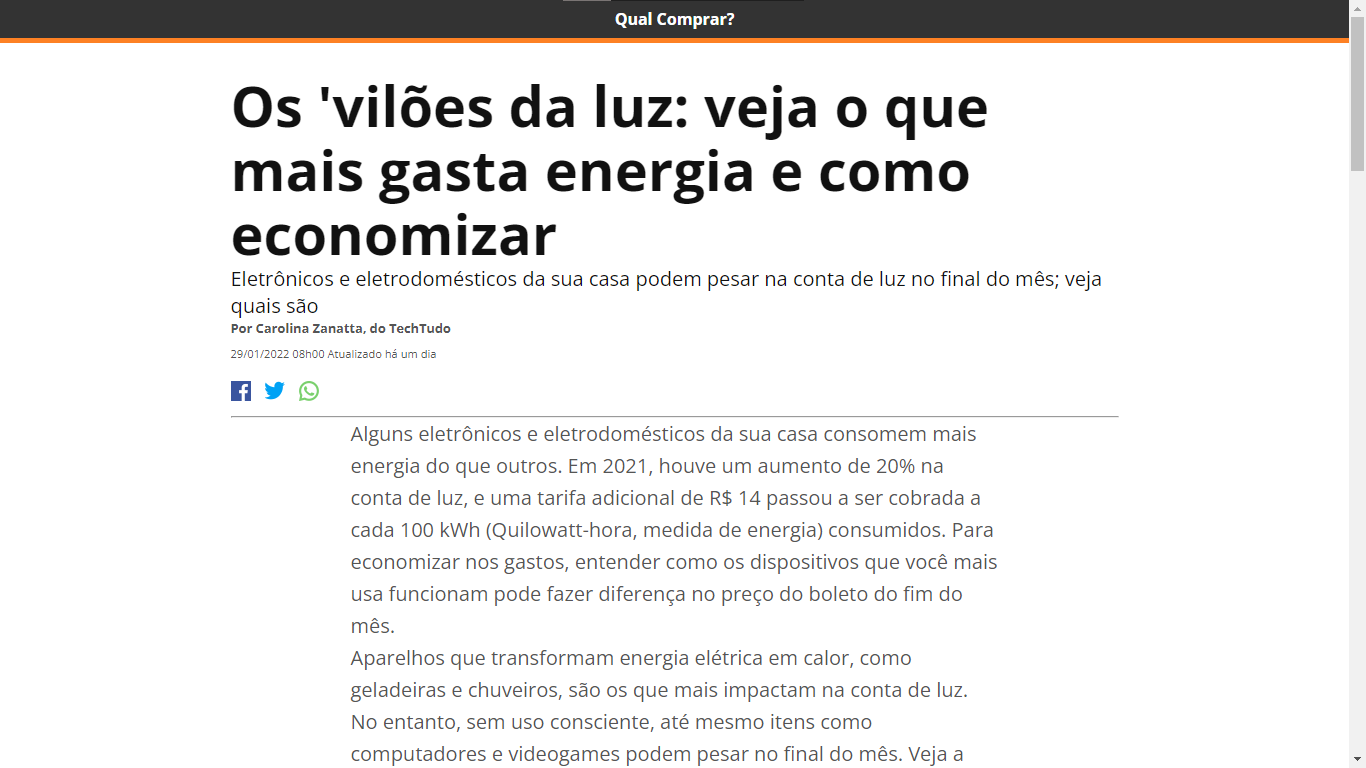 Qual Comprar?
Os 'vilões da luz: veja o que
mais gasta energia e como
economizar
Eletrônicos e eletrodomésticos da sua casa podem pesar na conta de luz no final do mês; veja
quais são
Por Carolina Zanatta, do TechTudo
29/01/2022 08h00 Atualizado há um dia
Alguns eletrônicos e eletrodomésticos da sua casa consomem mais
energia do que outros. Em 2021, houve um aumento de 20% na
conta de luz, e uma tarifa adicional de R$ 14 passou a ser cobrada a
cada 100 kWh (Quilowatt-hora, medida de energia) consumidos. Para
economizar nos gastos, entender como os dispositivos que você mais
usa funcionam pode fazer diferença no preço do boleto do fim do
mês.
Aparelhos que transformam energia elétrica em calor, como
geladeiras e chuveiros, são os que mais impactam na conta de luz.
No entanto, sem uso consciente, até mesmo itens como
computadores e videogames podem pesar no final do mês. Veja a